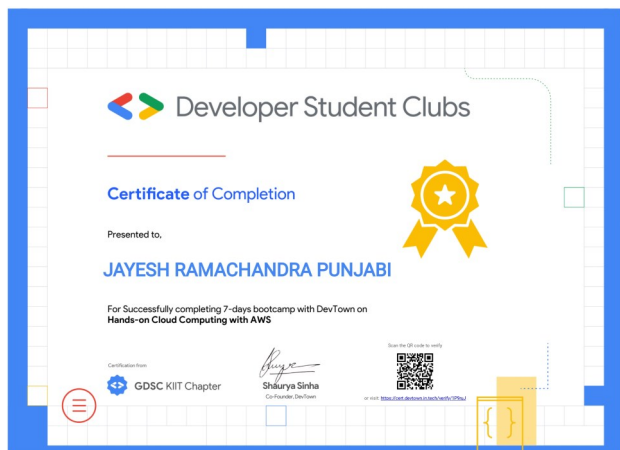 Developer Student Clubs
Certificate of Completion
Presented to,
JAYESH RAMACHANDRA PUNJABI
For Successfully completing 7-days bootcamp with DevTown on
Hands-on Cloud Computing with AWS
Scan the QR code to verify
Certification from
GDSC KIIT Chapter
Shaurya Sinha
Co-Founder, DevTown
or visit:
{ }